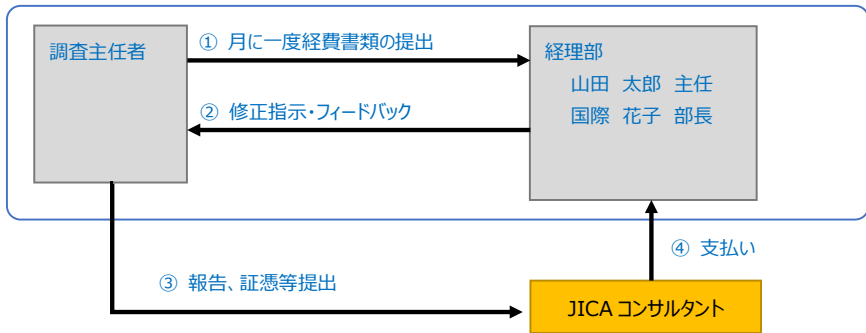 調査主任者
① 月に一度経費書類の提出
経理部
山田 太郎 主任
国際 花子 部長
② 修正指示・フィードバック
③ 報告、証憑等提出
④ 支払い
JICA コンサルタント